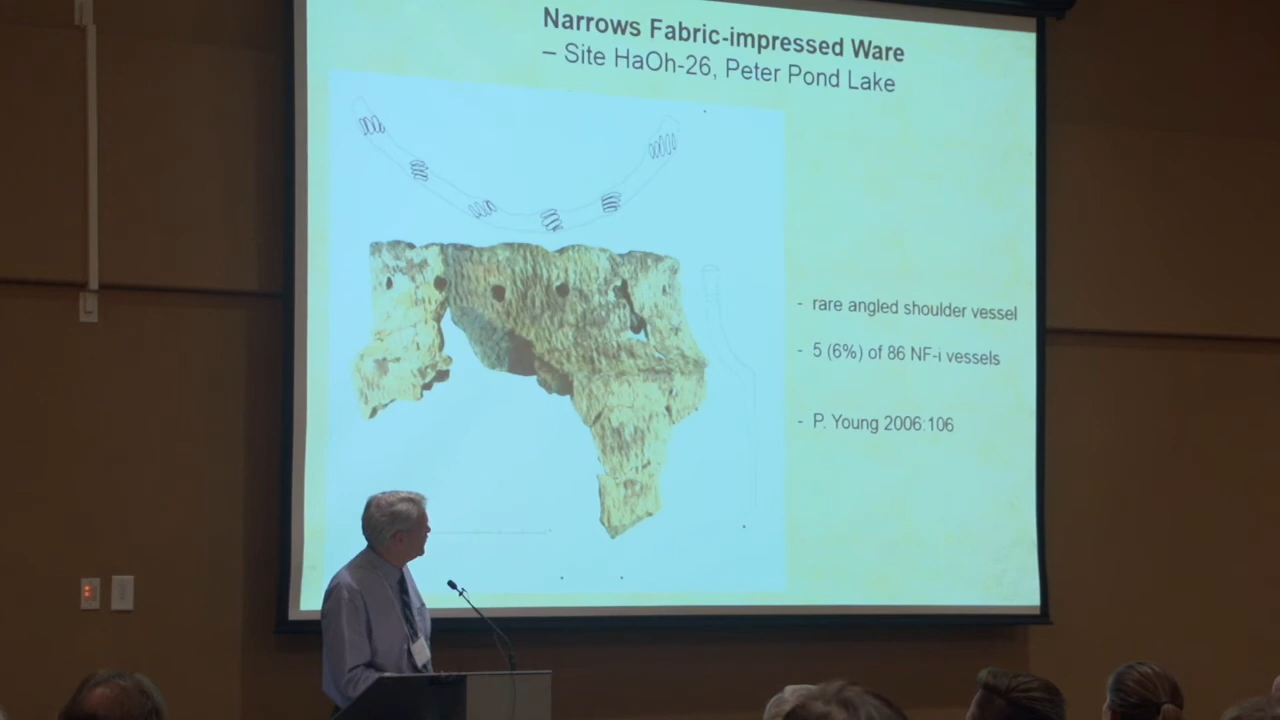 Narrows Fabric-impressed Ware
– Site HaOh-26, Peter Pond Lake
- rare angled shoulder vessel
- 5 (6%) of 86 NF-i vessels
- P. Young 2006:106